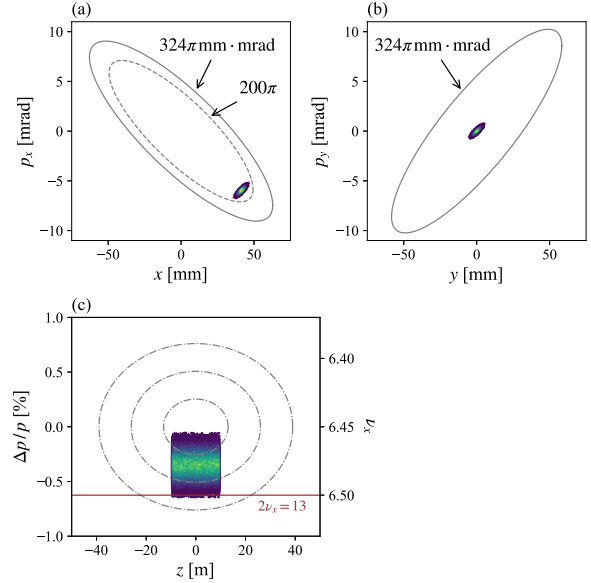 (a)
(b)
10
5
0
−5
−10
p_x [mrad]
324π mm · mrad
200π
−50
0
50
x [mm]
10
5
0
−5
−10
p_y [mrad]
324π mm · mrad
−50
0
50
y [mm]
(c)
1.0
0.5
0.0
−0.5
−1.0
Δp/p [%]
6.40
6.45
6.50
ν_x
2ν_x = 13
−40
−20
0
20
40
z [m]